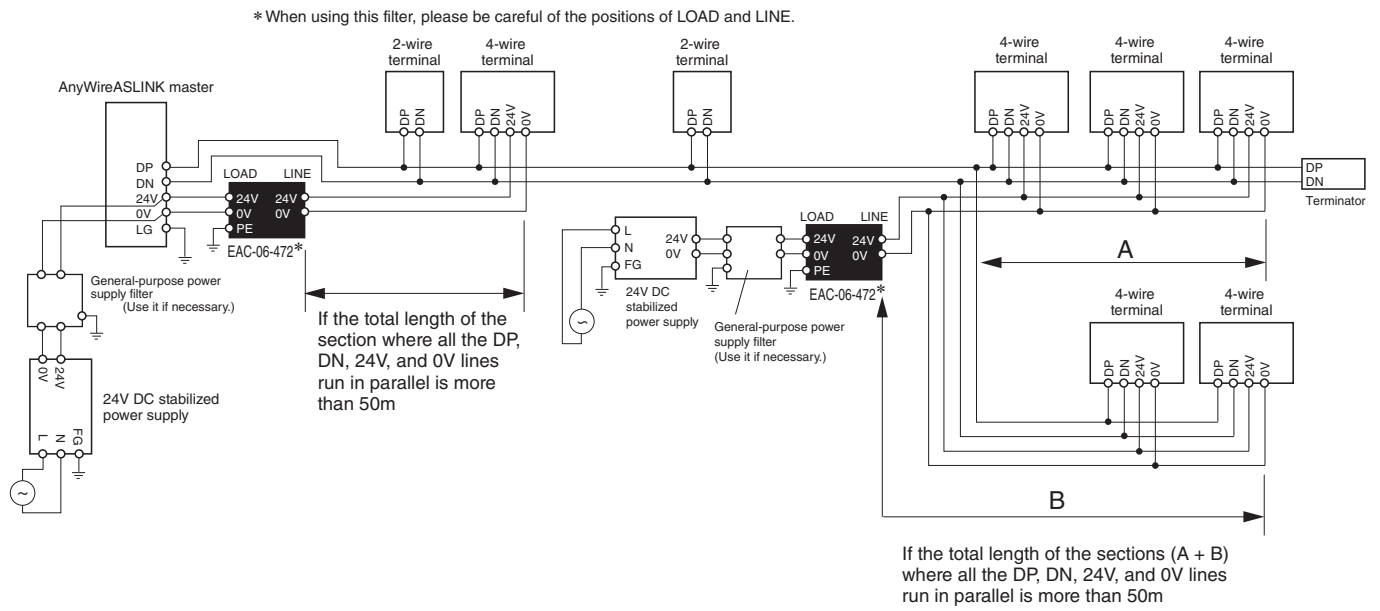 * When using this filter, please be careful of the positions of LOAD and LINE.
2-wire
terminal
4-wire
terminal
2-wire
terminal
4-wire
terminal
4-wire
terminal
4-wire
terminal
DP
DN
DP
DN
24V
0V
DP
DN
DP
DN
24V
0V
DP
DN
24V
0V
DP
DN
24V
0V
AnyWireASLINK master
DP
DN
24V
0V
LG
LOAD
LINE
24V
0V
PE
24V
0V
EAC-06-472*
DP
DN
Terminator
General-purpose power
supply filter
(Use it if necessary.)
0V
24V
24V DC stabilized
power supply
L
N
FG
~
If the total length of the
section where all the DP,
DN, 24V, and 0V lines
run in parallel is more
than 50m
L
N
FG
24V
0V
24V DC
stabilized
power supply
~
General-purpose power
supply filter
(Use it if necessary.)
LOAD
LINE
24V
0V
PE
24V
0V
EAC-06-472*
A
4-wire
terminal
4-wire
terminal
DP
DN
24V
0V
DP
DN
24V
0V
B
If the total length of the sections (A + B)
where all the DP, DN, 24V, and 0V lines
run in parallel is more than 50m